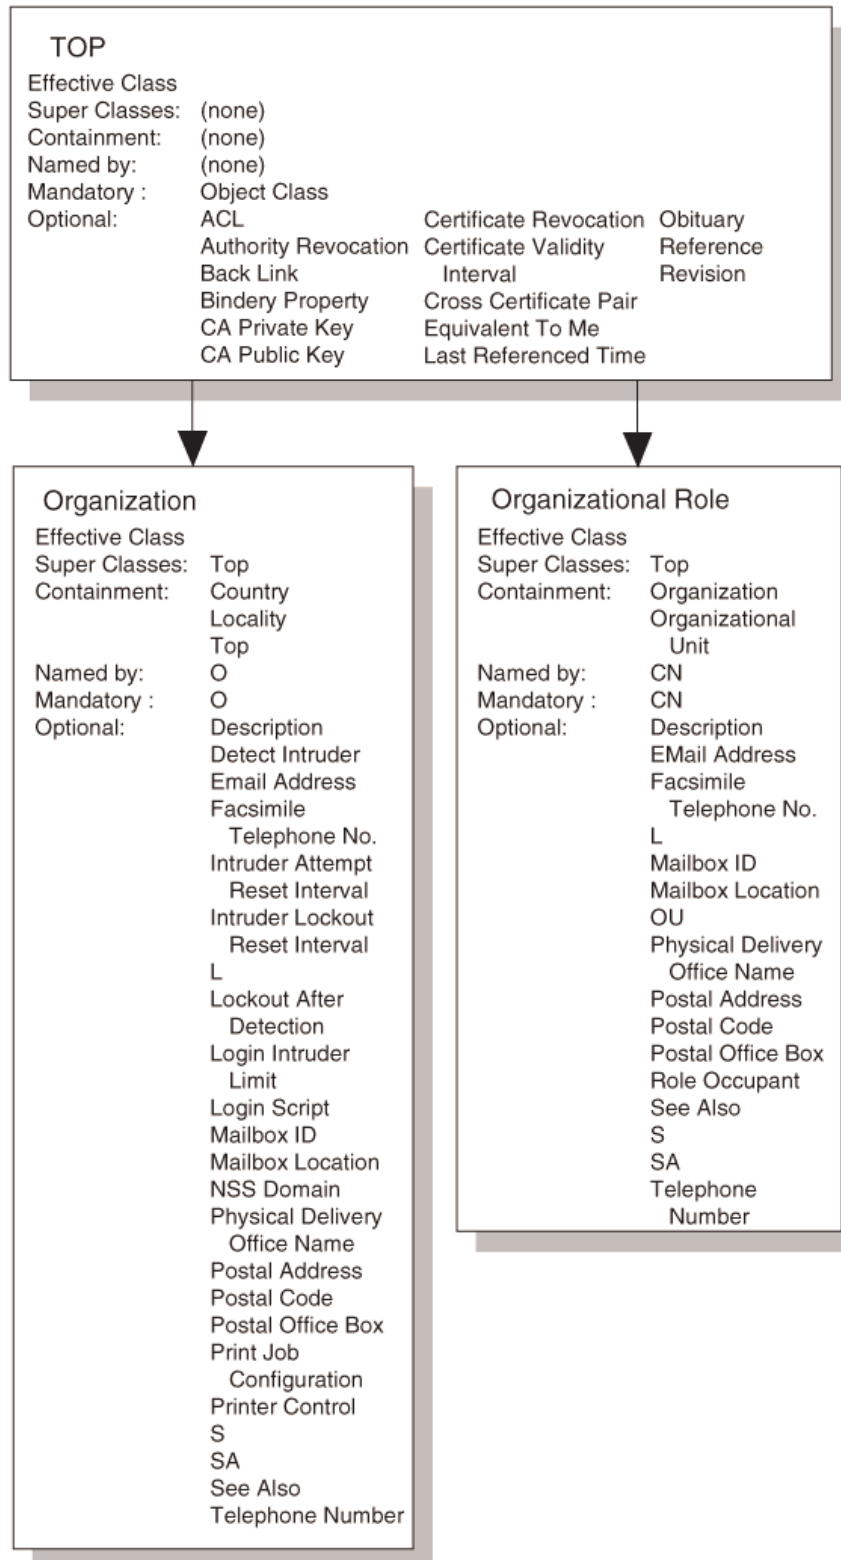 TOP
Effective Class
Super Classes: (none)
Containment: (none)
Named by: (none)
Mandatory : Object Class
Optional: ACL Certificate Revocation Obituary
Authority Revocation Certificate Validity Reference
Back Link Interval Revision
Bindery Property Cross Certificate Pair
CA Private Key Equivalent To Me
CA Public Key Last Referenced Time
Organization
Effective Class
Super Classes: Top
Containment: Country
Locality
Top
Named by: O
Mandatory : O
Optional: Description
Detect Intruder
Email Address
Facsimile
Telephone No.
Intruder Attempt
Reset Interval
Intruder Lockout
Reset Interval
L
Lockout After
Detection
Login Intruder
Limit
Login Script
Mailbox ID
Mailbox Location
NSS Domain
Physical Delivery
Office Name
Postal Address
Postal Code
Postal Office Box
Print Job
Configuration
Printer Control
S
SA
See Also
Telephone Number
Organizational Role
Effective Class
Super Classes: Top
Containment: Organization
Organizational
Unit
Named by: CN
Mandatory : CN
Optional: Description
EMail Address
Facsimile
Telephone No.
L
Mailbox ID
Mailbox Location
OU
Physical Delivery
Office Name
Postal Address
Postal Code
Postal Office Box
Role Occupant
See Also
S
SA
Telephone
Number